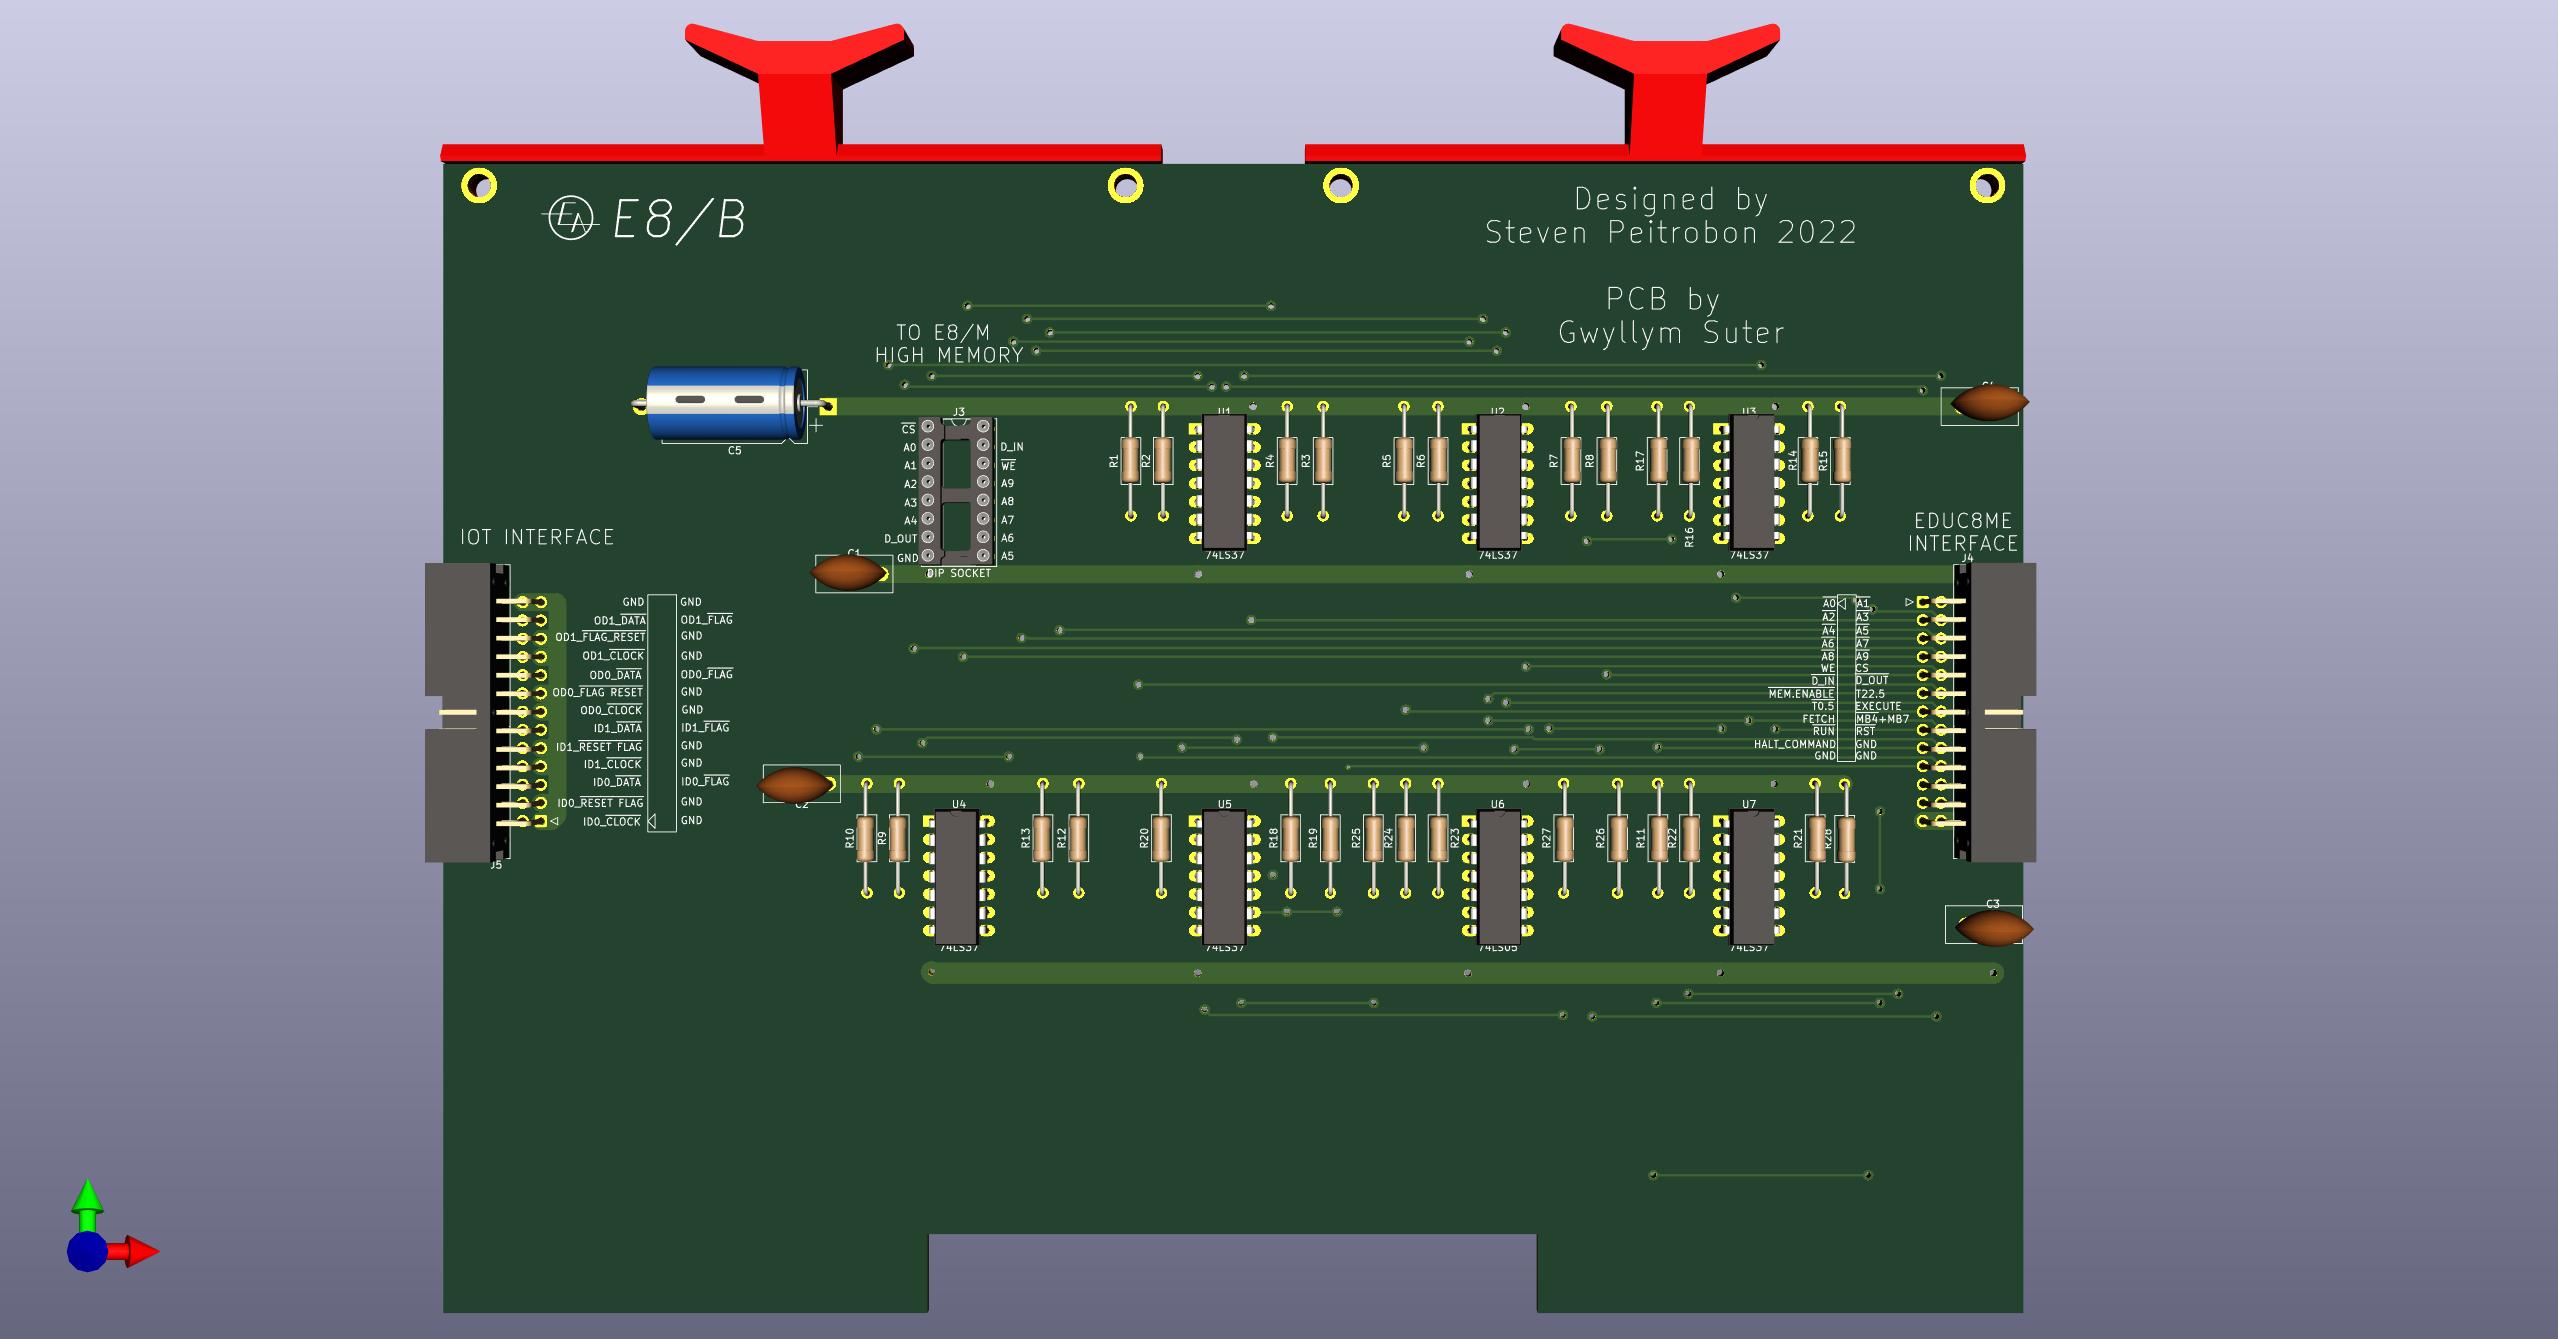 EA E8/B
Designed by
Steven Peitrobon 2022
PCB by
Gwyllym Suter
TO E8/M
HIGH MEMORY
C5
J3
CS
A0 D_IN
A1 WE
A2 A9
A3 A8
A4 A7
D_OUT A6
GND A5
DIP SOCKET
R1 R2 U1 R4 R3 R5 R6 U2 R7 R8 R17 R16 U3 R14 R15
74LS37 74LS37 74LS37
C1
IOT INTERFACE
GND GND
OD1_DATA OD1_FLAG
OD1_FLAG_RESET GND
OD1_CLOCK GND
OD0_DATA OD0_FLAG
OD0_FLAG RESET GND
OD0_CLOCK GND
ID1_DATA ID1_FLAG
ID1_RESET FLAG GND
ID1_CLOCK GND
ID0_DATA ID0_FLAG
ID0_RESET FLAG GND
ID0_CLOCK GND
J5
EDUC8ME
INTERFACE
J4
A0 A1
A2 A3
A4 A5
A6 A7
A8 A9
WE CS
D_IN D_OUT
MEM.ENABLE T22.5
T0.5 EXECUTE
FETCH MB4+MB7
RUN RST
HALT_COMMAND GND
GND GND
C2
R10 R9 U4 R13 R12 R20 U5 R18 R19 R25 R24 R23 U6 R27 R26 R11 R22 U7 R21 R28
74LS37 74LS37 74LS05 74LS37
C3